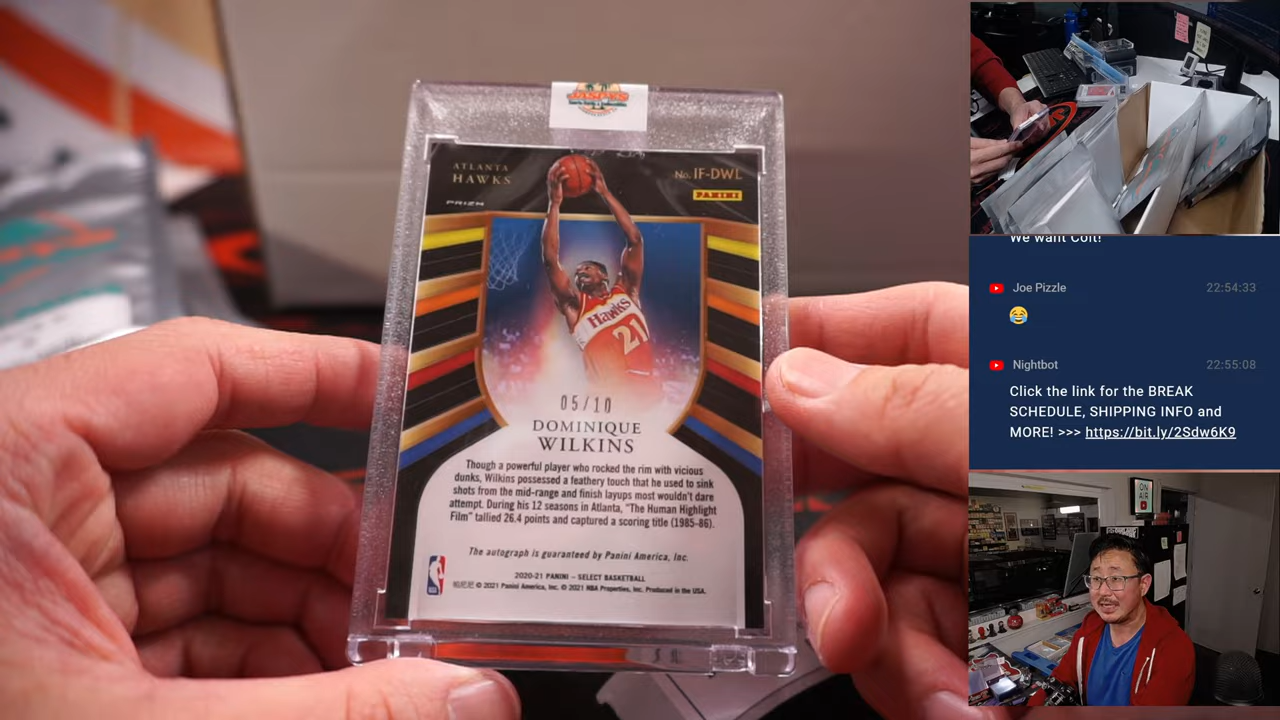 JASPY'S
ATLANTA
HAWKS
No. IF-DWL
PANINI
PRIZM
Hawks
21
05/10
DOMINIQUE
WILKINS
Though a powerful player who rocked the rim with vicious
dunks, Wilkins possessed a feathery touch that he used to sink
shots from the mid-range and finish layups most wouldn't dare
attempt. During his 12 seasons in Atlanta, "The Human Highlight
Film" tallied 26.4 points and captured a scoring title (1985-86).
The autograph is guaranteed by Panini America, Inc.
2020-21 PANINI – SELECT BASKETBALL
© 2021 Panini America, Inc. © 2021 NBA Properties, Inc. Produced in the USA.
We want Colt!
Joe Pizzle
22:54:33
Nightbot
22:55:08
Click the link for the BREAK
SCHEDULE, SHIPPING INFO and
MORE! >>> https://bit.ly/2Sdw6K9
ON
AIR